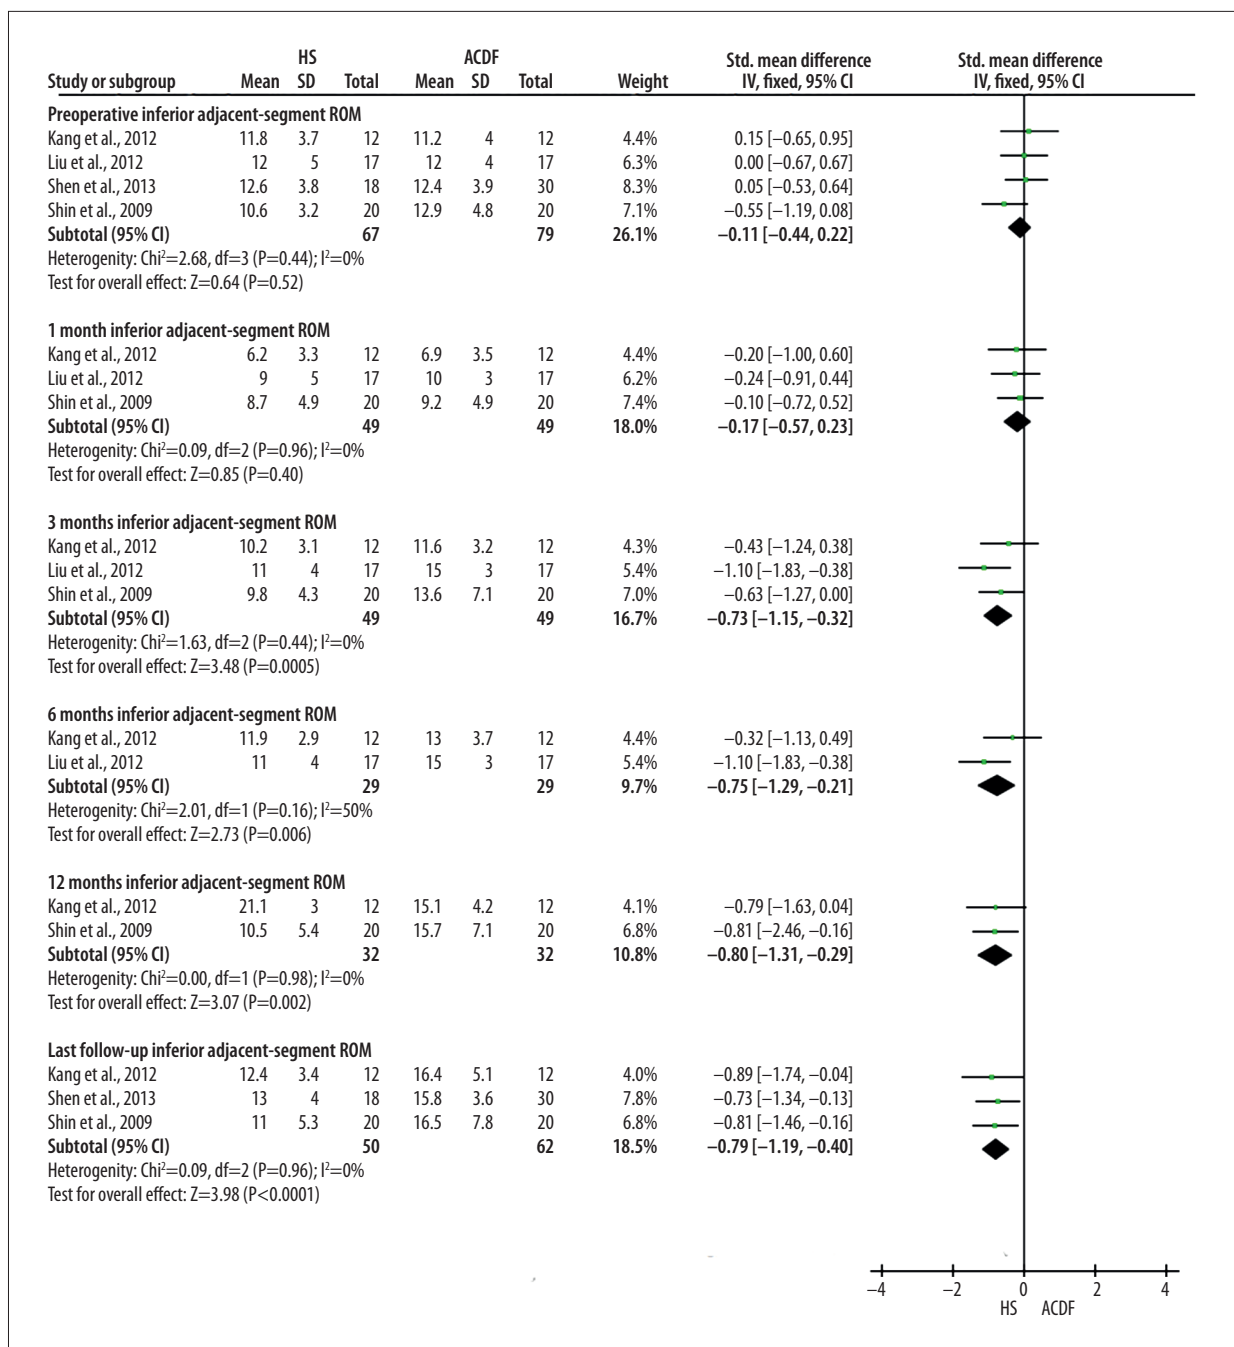 HS ACDF Std. mean difference Std. mean difference
Study or subgroup Mean SD Total Mean SD Total Weight IV, fixed, 95% CI IV, fixed, 95% CI
Preoperative inferior adjacent-segment ROM
Kang et al., 2012 11.8 3.7 12 11.2 4 12 4.4% 0.15 [−0.65, 0.95]
Liu et al., 2012 12 5 17 12 4 17 6.3% 0.00 [−0.67, 0.67]
Shen et al., 2013 12.6 3.8 18 12.4 3.9 30 8.3% 0.05 [−0.53, 0.64]
Shin et al., 2009 10.6 3.2 20 12.9 4.8 20 7.1% −0.55 [−1.19, 0.08]
Subtotal (95% CI) 67 79 26.1% −0.11 [−0.44, 0.22]
Heterogenity: Chi²=2.68, df=3 (P=0.44); I²=0%
Test for overall effect: Z=0.64 (P=0.52)
1 month inferior adjacent-segment ROM
Kang et al., 2012 6.2 3.3 12 6.9 3.5 12 4.4% −0.20 [−1.00, 0.60]
Liu et al., 2012 9 5 17 10 3 17 6.2% −0.24 [−0.91, 0.44]
Shin et al., 2009 8.7 4.9 20 9.2 4.9 20 7.4% −0.10 [−0.72, 0.52]
Subtotal (95% CI) 49 49 18.0% −0.17 [−0.57, 0.23]
Heterogenity: Chi²=0.09, df=2 (P=0.96); I²=0%
Test for overall effect: Z=0.85 (P=0.40)
3 months inferior adjacent-segment ROM
Kang et al., 2012 10.2 3.1 12 11.6 3.2 12 4.3% −0.43 [−1.24, 0.38]
Liu et al., 2012 11 4 17 15 3 17 5.4% −1.10 [−1.83, −0.38]
Shin et al., 2009 9.8 4.3 20 13.6 7.1 20 7.0% −0.63 [−1.27, 0.00]
Subtotal (95% CI) 49 49 16.7% −0.73 [−1.15, −0.32]
Heterogenity: Chi²=1.63, df=2 (P=0.44); I²=0%
Test for overall effect: Z=3.48 (P=0.0005)
6 months inferior adjacent-segment ROM
Kang et al., 2012 11.9 2.9 12 13 3.7 12 4.4% −0.32 [−1.13, 0.49]
Liu et al., 2012 11 4 17 15 3 17 5.4% −1.10 [−1.83, −0.38]
Subtotal (95% CI) 29 29 9.7% −0.75 [−1.29, −0.21]
Heterogenity: Chi²=2.01, df=1 (P=0.16); I²=50%
Test for overall effect: Z=2.73 (P=0.006)
12 months inferior adjacent-segment ROM
Kang et al., 2012 21.1 3 12 15.1 4.2 12 4.1% −0.79 [−1.63, 0.04]
Shin et al., 2009 10.5 5.4 20 15.7 7.1 20 6.8% −0.81 [−2.46, −0.16]
Subtotal (95% CI) 32 32 10.8% −0.80 [−1.31, −0.29]
Heterogenity: Chi²=0.00, df=1 (P=0.98); I²=0%
Test for overall effect: Z=3.07 (P=0.002)
Last follow-up inferior adjacent-segment ROM
Kang et al., 2012 12.4 3.4 12 16.4 5.1 12 4.0% −0.89 [−1.74, −0.04]
Shen et al., 2013 13 4 18 15.8 3.6 30 7.8% −0.73 [−1.34, −0.13]
Shin et al., 2009 11 5.3 20 16.5 7.8 20 6.8% −0.81 [−1.46, −0.16]
Subtotal (95% CI) 50 62 18.5% −0.79 [−1.19, −0.40]
Heterogenity: Chi²=0.09, df=2 (P=0.96); I²=0%
Test for overall effect: Z=3.98 (P<0.0001)
−4 −2 0 2 4
HS ACDF